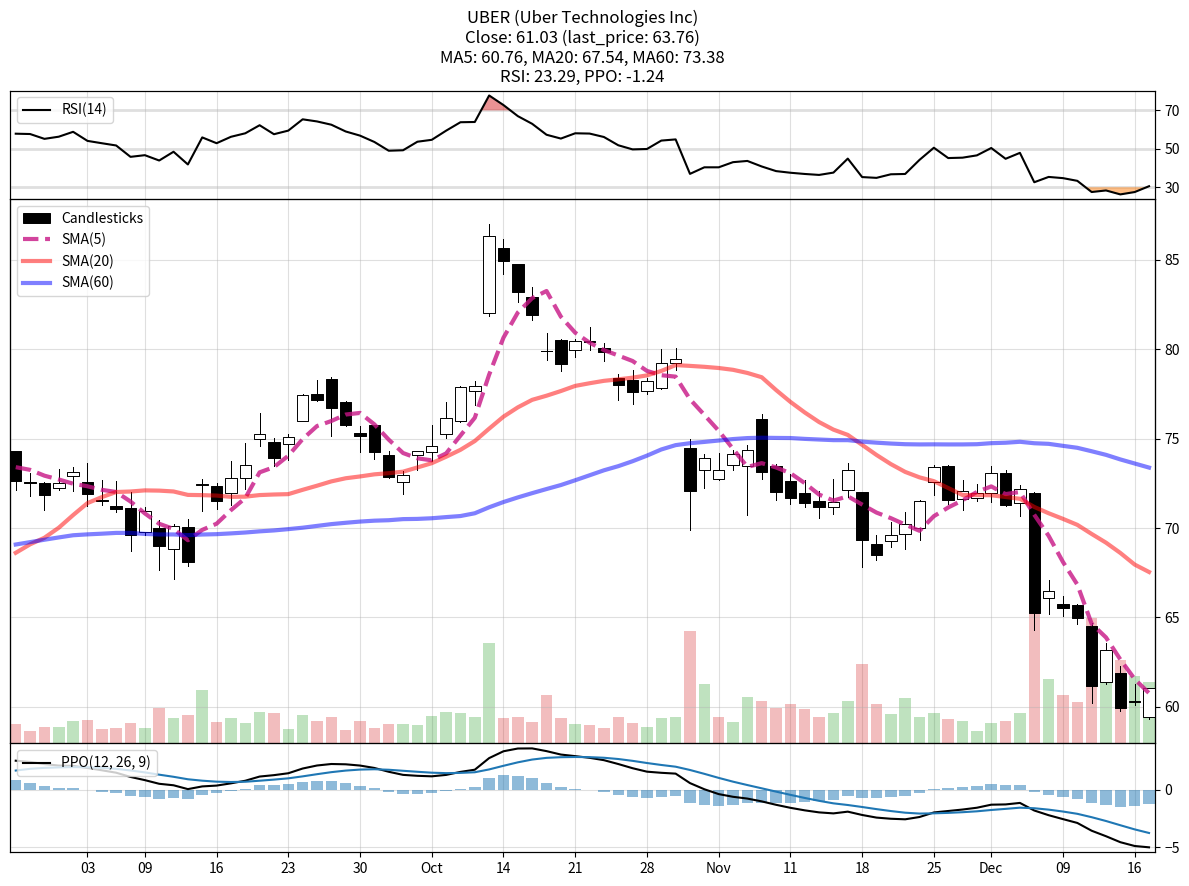 UBER (Uber Technologies Inc)
Close: 61.03 (last_price: 63.76)
MA5: 60.76, MA20: 67.54, MA60: 73.38
RSI: 23.29, PPO: -1.24
RSI(14)
70
50
30
Candlesticks
SMA(5)
SMA(20)
SMA(60)
85
80
75
70
65
60
PPO(12, 26, 9)
0
−5
03 09 16 23 30 Oct 14 21 28 Nov 11 18 25 Dec 09 16